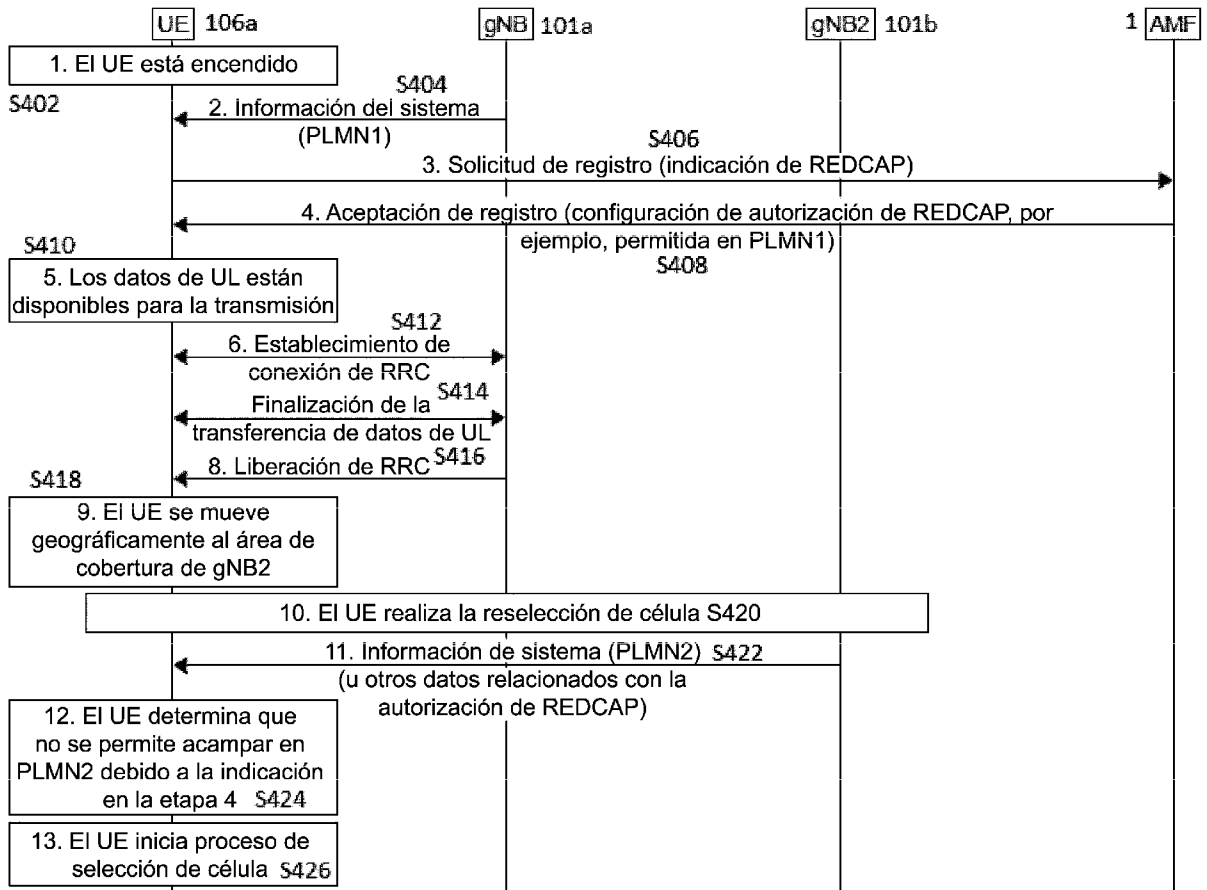 UE 106a gNB 101a gNB2 101b 1 AMF
1. El UE está encendido
S402
S404
2. Información del sistema
(PLMN1)
S406
3. Solicitud de registro (indicación de REDCAP)
4. Aceptación de registro (configuración de autorización de REDCAP, por
ejemplo, permitida en PLMN1)
S408
S410
5. Los datos de UL están
disponibles para la transmisión
S412
6. Establecimiento de
conexión de RRC
S414
Finalización de la
transferencia de datos de UL
8. Liberación de RRC S416
S418
9. El UE se mueve
geográficamente al área de
cobertura de gNB2
10. El UE realiza la reselección de célula S420
11. Información de sistema (PLMN2) S422
(u otros datos relacionados con la
autorización de REDCAP)
12. El UE determina que
no se permite acampar en
PLMN2 debido a la indicación
en la etapa 4 S424
13. El UE inicia proceso de
selección de célula S426